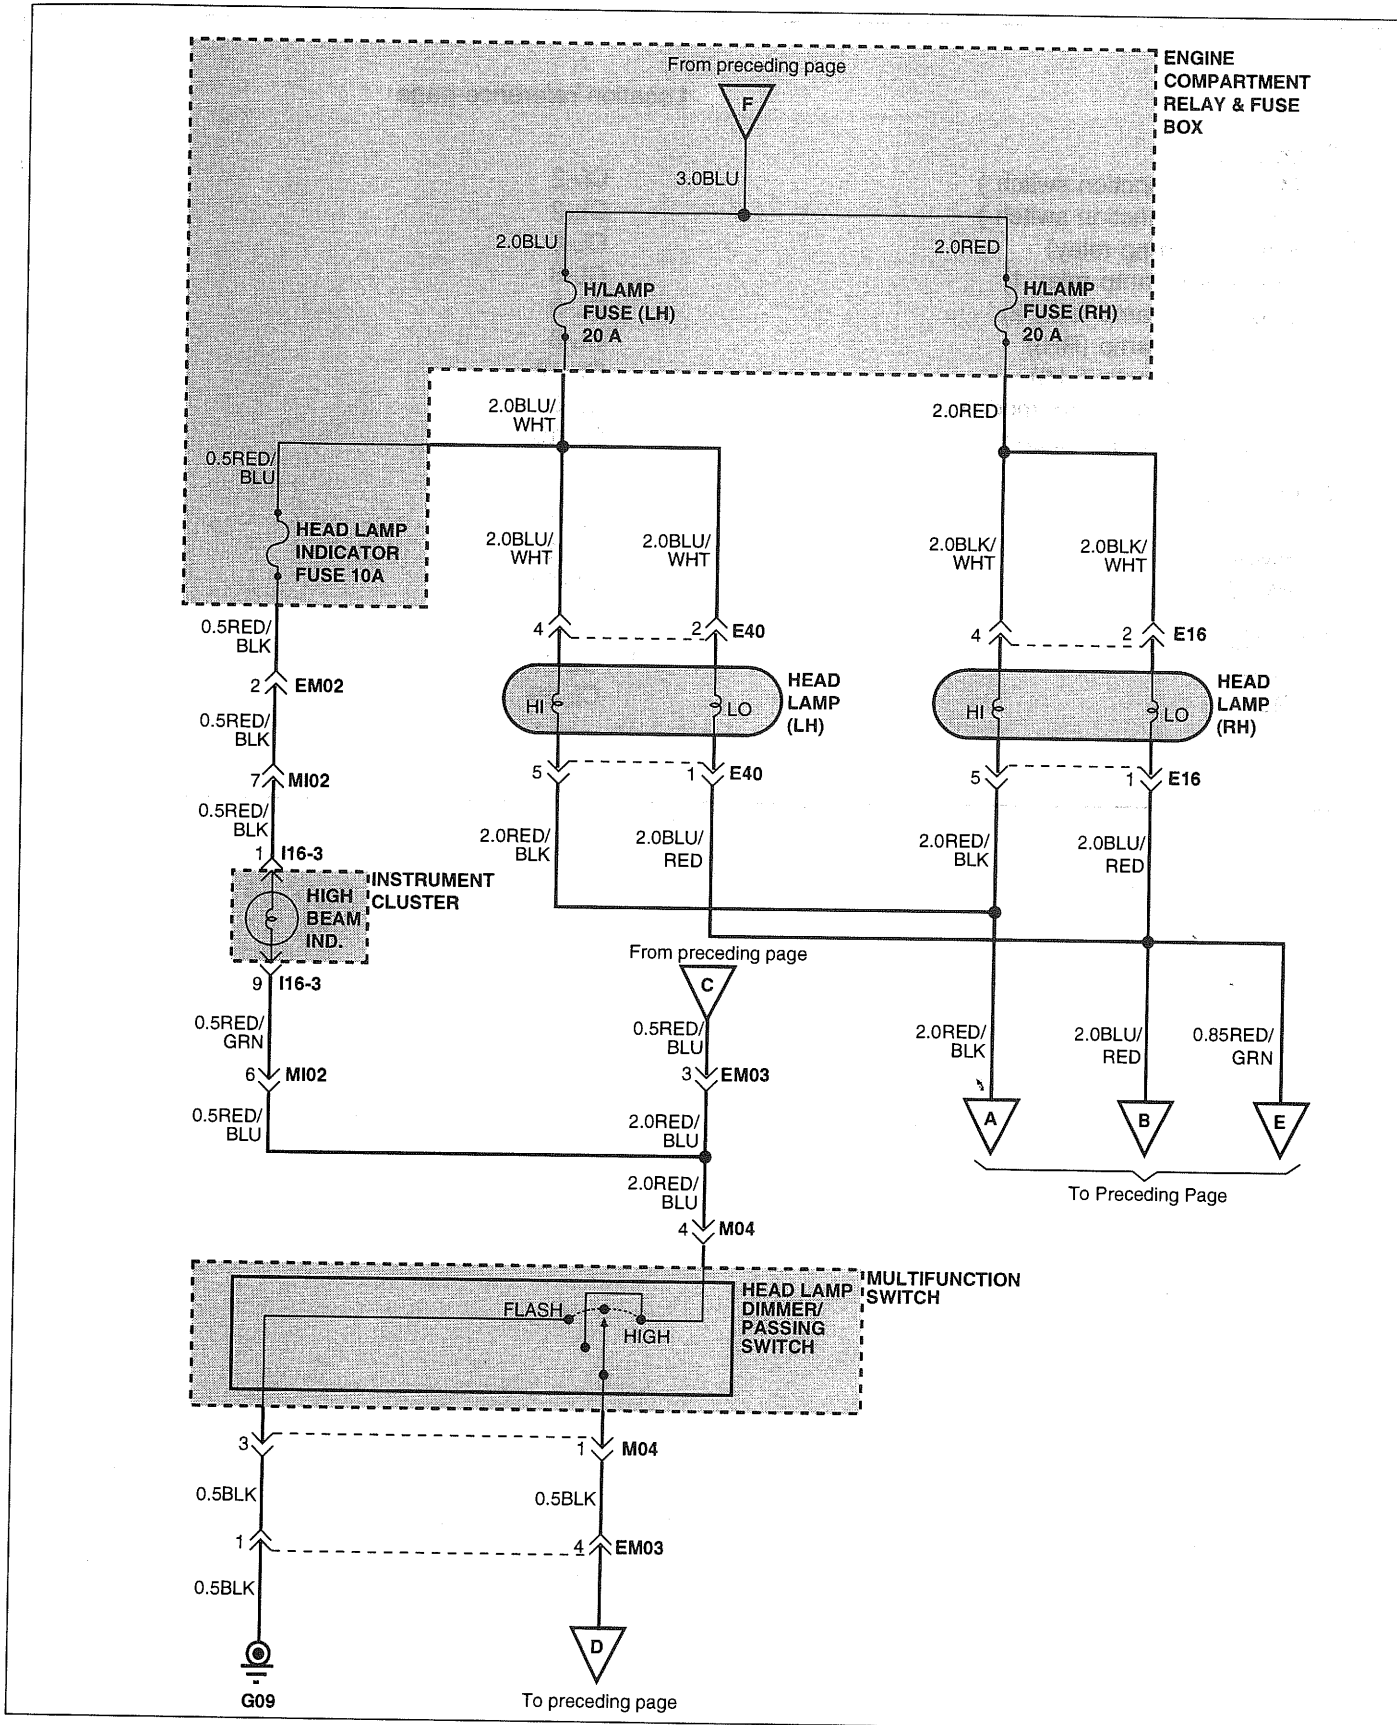 From preceding page
ENGINE
COMPARTMENT
RELAY & FUSE
BOX
F
3.0BLU
2.0BLU
2.0RED
H/LAMP
FUSE (LH)
20 A
H/LAMP
FUSE (RH)
20 A
2.0BLU/
WHT
2.0RED
0.5RED/
BLU
HEAD LAMP
INDICATOR
FUSE 10A
2.0BLU/
WHT
2.0BLU/
WHT
2.0BLK/
WHT
2.0BLK/
WHT
0.5RED/
BLK
4
2
E40
4
2
E16
2
EM02
HI
LO
HEAD
LAMP
(LH)
HI
LO
HEAD
LAMP
(RH)
0.5RED/
BLK
7
MI02
5
1
E40
5
1
E16
0.5RED/
BLK
2.0RED/
BLK
2.0BLU/
RED
2.0RED/
BLK
2.0BLU/
RED
1
I16-3
INSTRUMENT
CLUSTER
HIGH
BEAM
IND.
9
I16-3
From preceding page
C
0.5RED/
GRN
0.5RED/
BLU
2.0RED/
BLK
2.0BLU/
RED
0.85RED/
GRN
6
MI02
3
EM03
A
B
E
0.5RED/
BLU
2.0RED/
BLU
To Preceding Page
2.0RED/
BLU
4
M04
MULTIFUNCTION
SWITCH
HEAD LAMP
DIMMER/
PASSING
SWITCH
FLASH
HIGH
3
1
M04
0.5BLK
0.5BLK
1
4
EM03
0.5BLK
D
G09
To preceding page